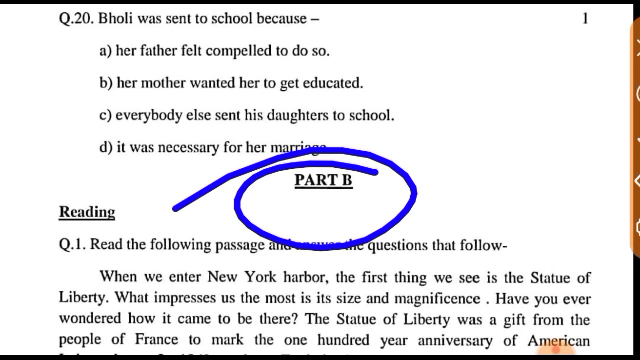 Q.20. Bholi was sent to school because – 1
a) her father felt compelled to do so.
b) her mother wanted her to get educated.
c) everybody else sent his daughters to school.
d) it was necessary for her marriage.
PART B
Reading
Q.1. Read the following passage and answer the questions that follow-
When we enter New York harbor, the first thing we see is the Statue of
Liberty. What impresses us the most is its size and magnificence . Have you ever
wondered how it came to be there? The Statue of Liberty was a gift from the
people of France to mark the one hundred year anniversary of American